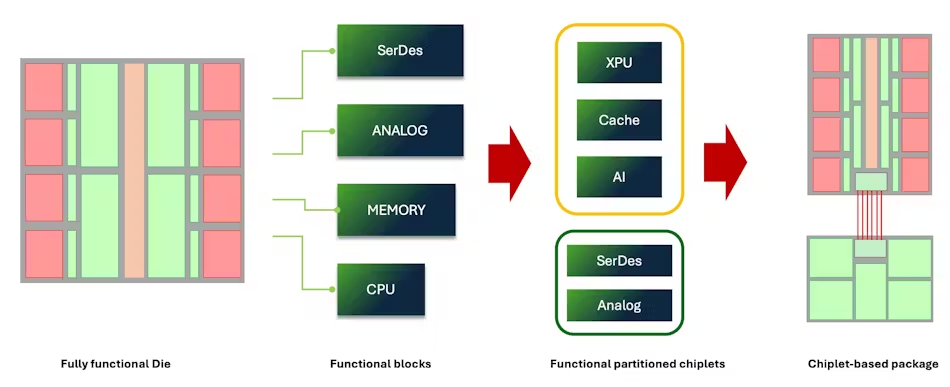 SerDes
ANALOG
MEMORY
CPU
XPU
Cache
AI
SerDes
Analog
Fully functional Die
Functional blocks
Functional partitioned chiplets
Chiplet-based package